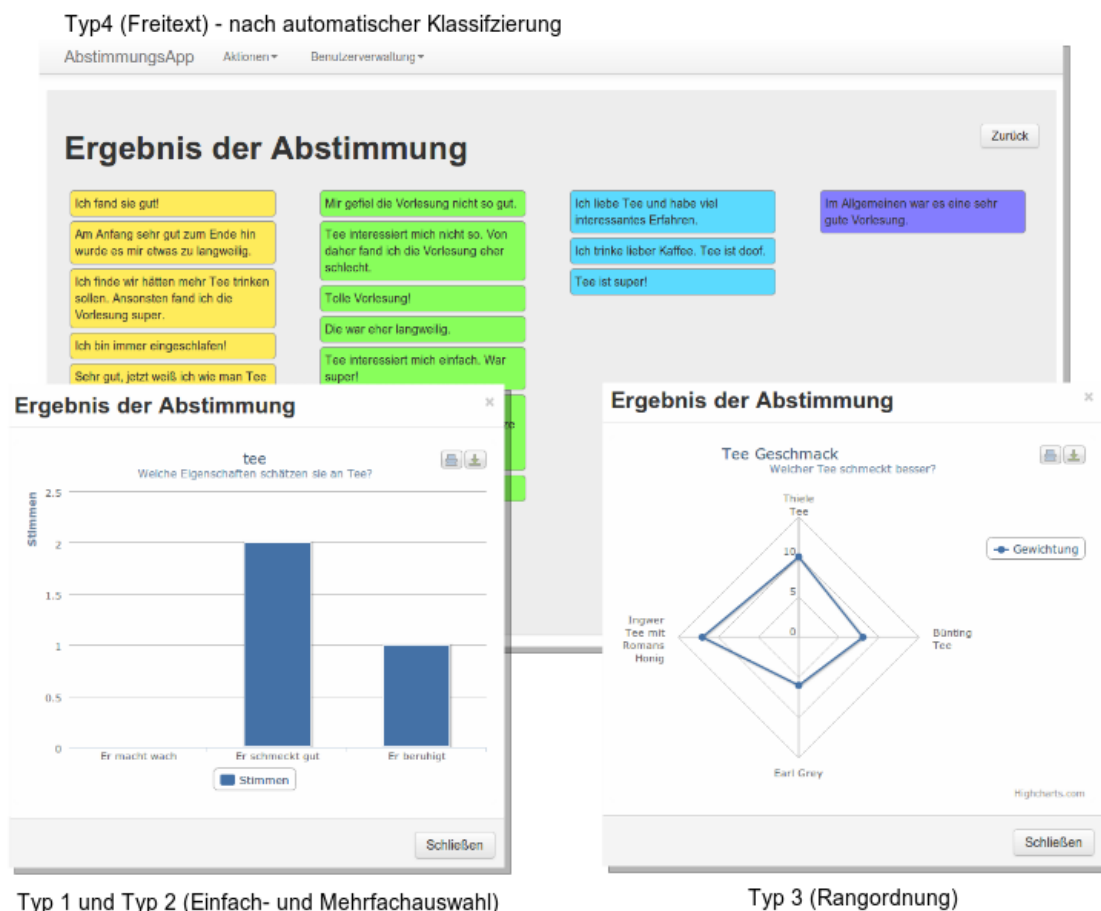 Typ4 (Freitext) - nach automatischer Klassifzierung
AbstimmungsApp Aktionen Benutzerverwaltung
Ergebnis der Abstimmung
Zurück
Ich fand sie gut!
Am Anfang sehr gut zum Ende hin
wurde es mir etwas zu langweilig.
Ich finde wir hätten mehr Tee trinken
sollen. Ansonsten fand ich die
Vorlesung super.
Ich bin immer eingeschlafen!
Sehr gut, jetzt weiß ich wie man Tee
Mir gefiel die Vorlesung nicht so gut.
Tee interessiert mich nicht so. Von
daher fand ich die Vorlesung eher
schlecht.
Tolle Vorlesung!
Die war eher langweilig.
Tee interessiert mich einfach. War
super!
Ich liebe Tee und habe viel
interessantes Erfahren.
Ich trinke lieber Kaffee. Tee ist doof.
Tee ist super!
Im Allgemeinen war es eine sehr
gute Vorlesung.
Ergebnis der Abstimmung
×
tee
Welche Eigenschaften schätzen sie an Tee?
Stimmen
2.5
2
1.5
1
0.5
0
Er macht wach Er schmeckt gut Er beruhigt
Stimmen
Schließen
Typ 1 und Typ 2 (Einfach- und Mehrfachauswahl)
Ergebnis der Abstimmung
×
Tee Geschmack
Welcher Tee schmeckt besser?
Thiele
Tee
10
5
0
Gewichtung
Ingwer
Tee mit
Romans
Honig
Bünting
Tee
Earl Grey
Highcharts.com
Schließen
Typ 3 (Rangordnung)